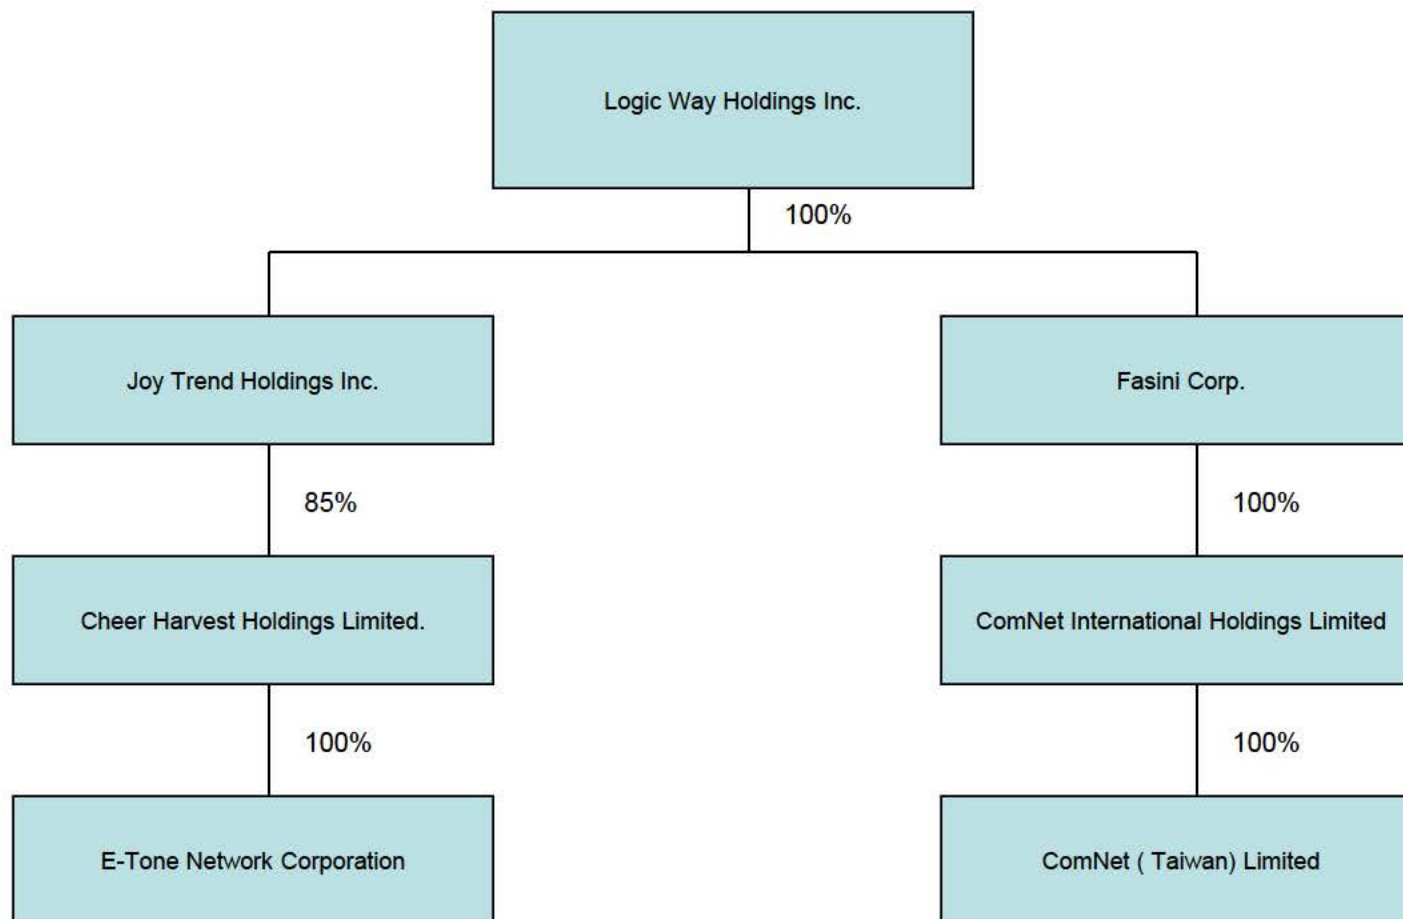 Logic Way Holdings Inc.
100%
Joy Trend Holdings Inc.
Fasini Corp.
85%
100%
Cheer Harvest Holdings Limited.
ComNet International Holdings Limited
100%
100%
E-Tone Network Corporation
ComNet ( Taiwan) Limited